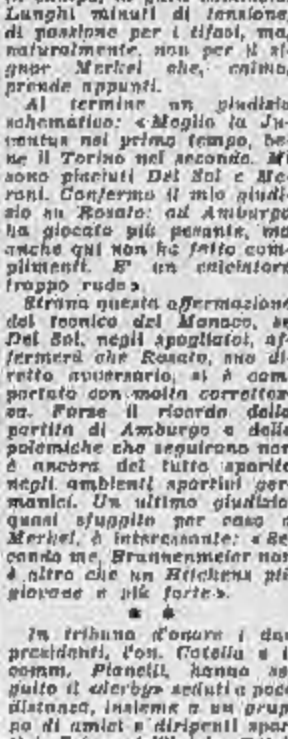 Lunghi minuti di tensione,
di passione per i tifosi, ma,
naturalmente, non per il si-
gnor Merkel che, calmo,
prende appunti.
Al termine un giudizio
schematico: «Meglio la Ju-
ventus nel primo tempo, be-
ne il Torino nel secondo. Mi
sono piaciuti Del Sol e Me-
roni. Confermo il mio giudi-
zio su Rosato: ad Amburgo
ha giocato più pesante, ma
anche qui non ha fatto com-
plimenti. E' un calciatore
troppo rude».
Strana questa affermazione
del tecnico del Monaco, se
Del Sol, negli spogliatoi, af-
fermerà che Rosato, suo di-
retto avversario, si è com-
portato con molta correttez-
za. Forse il ricordo della
partita di Amburgo e delle
polemiche che seguirono non
è ancora del tutto sparito
negli ambienti sportivi ger-
manici. Un ultimo giudizio
quasi sfuggito per caso a
Merkel, è interessante: «Se-
condo me, Brunnenmeier non
è altro che un Hitchens più
giovane e più forte».
* *
In tribuna d'onore i due
presidenti, l'on. Catella e il
comm. Pianelli, hanno se-
guito il «derby» seduti a poca
distanza, insieme a un grup-
po di amici e dirigenti spor-